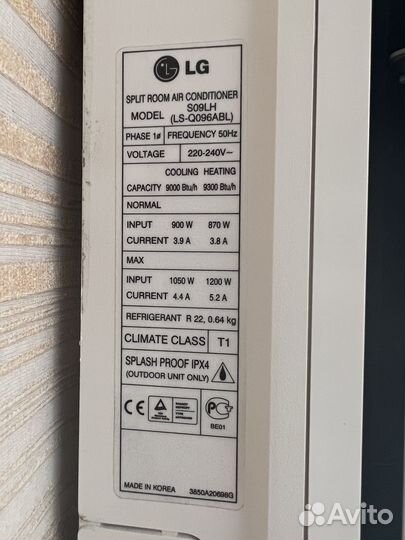 LG
SPLIT ROOM AIR CONDITIONER
MODEL S09LH
(LS-Q096ABL)
PHASE 1ø FREQUENCY 50Hz
VOLTAGE 220-240V~
COOLING HEATING
CAPACITY 9000 Btu/h 9300 Btu/h
NORMAL
INPUT 900 W 870 W
CURRENT 3.9 A 3.8 A
MAX
INPUT 1050 W 1200 W
CURRENT 4.4 A 5.2 A
REFRIGERANT R 22, 0.64 kg
CLIMATE CLASS T1
SPLASH PROOF IPX4
(OUTDOOR UNIT ONLY)
CE
BE01
MADE IN KOREA 3850A20698G
Avito